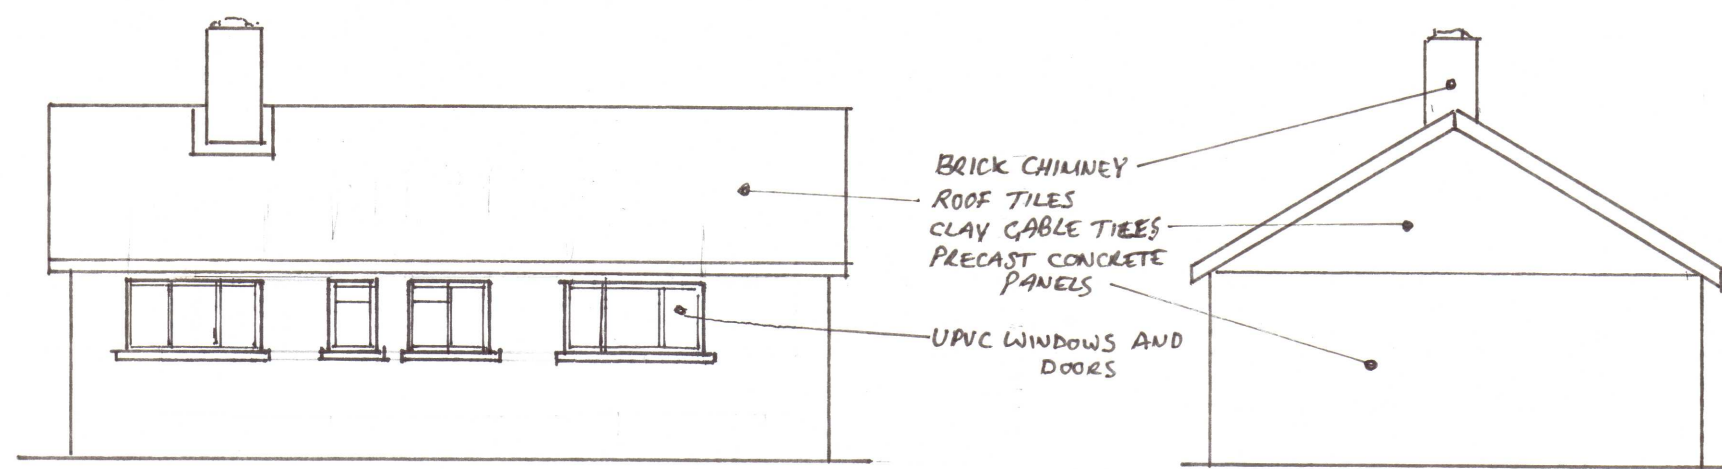 BRICK CHIMNEY
ROOF TILES
CLAY GABLE TILES
PRECAST CONCRETE
PANELS
UPVC WINDOWS AND
DOORS